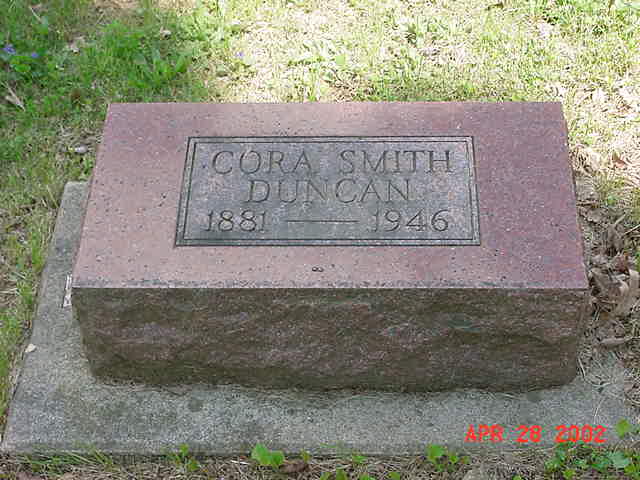 CORA SMITH
DUNCAN
1881 — 1946
APR 28 2002